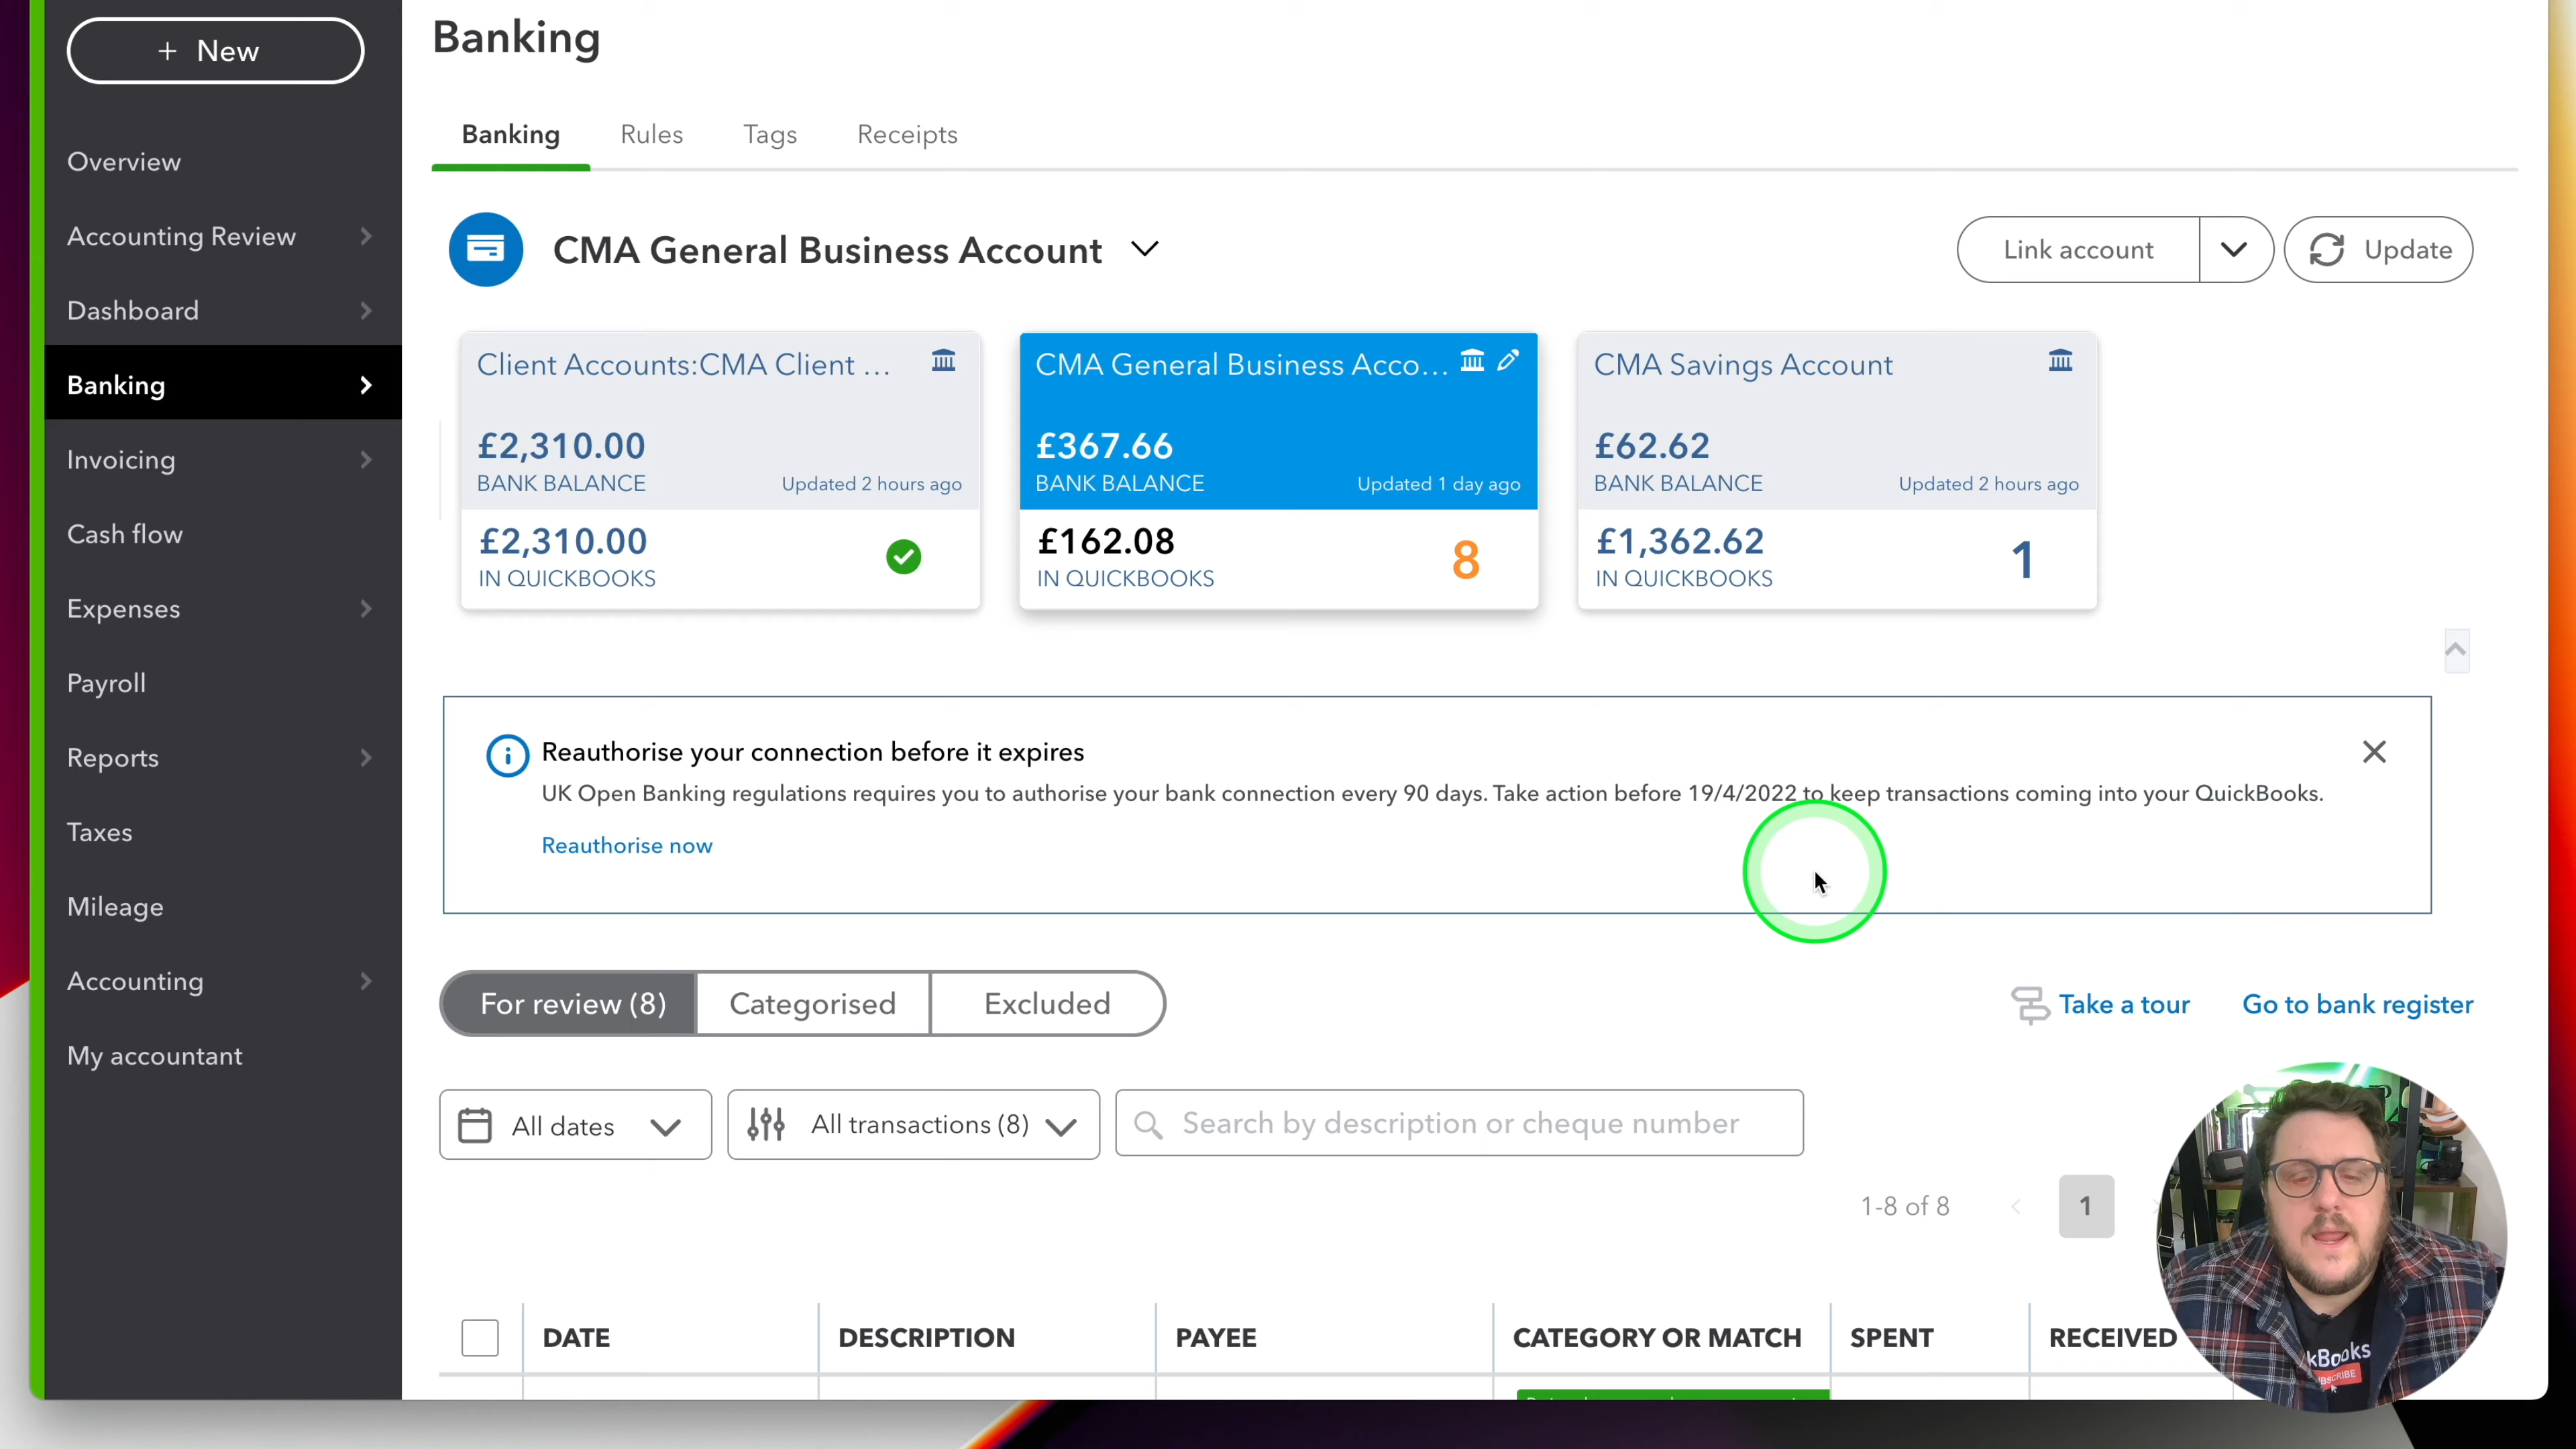 + New
Banking
Overview
Accounting Review
Dashboard
Banking
Invoicing
Cash flow
Expenses
Payroll
Reports
Taxes
Mileage
Accounting
My accountant
Banking Rules Tags Receipts
CMA General Business Account
Link account
Update
Client Accounts:CMA Client ...
£2,310.00
BANK BALANCE
Updated 2 hours ago
£2,310.00
IN QUICKBOOKS
CMA General Business Acco...
£367.66
BANK BALANCE
Updated 1 day ago
£162.08
IN QUICKBOOKS
8
CMA Savings Account
£62.62
BANK BALANCE
Updated 2 hours ago
£1,362.62
IN QUICKBOOKS
1
Reauthorise your connection before it expires
UK Open Banking regulations requires you to authorise your bank connection every 90 days. Take action before 19/4/2022 to keep transactions coming into your QuickBooks.
Reauthorise now
For review (8) Categorised Excluded
Take a tour
Go to bank register
All dates
All transactions (8)
Search by description or cheque number
1-8 of 8
1
DATE DESCRIPTION PAYEE CATEGORY OR MATCH SPENT RECEIVED
kBooks